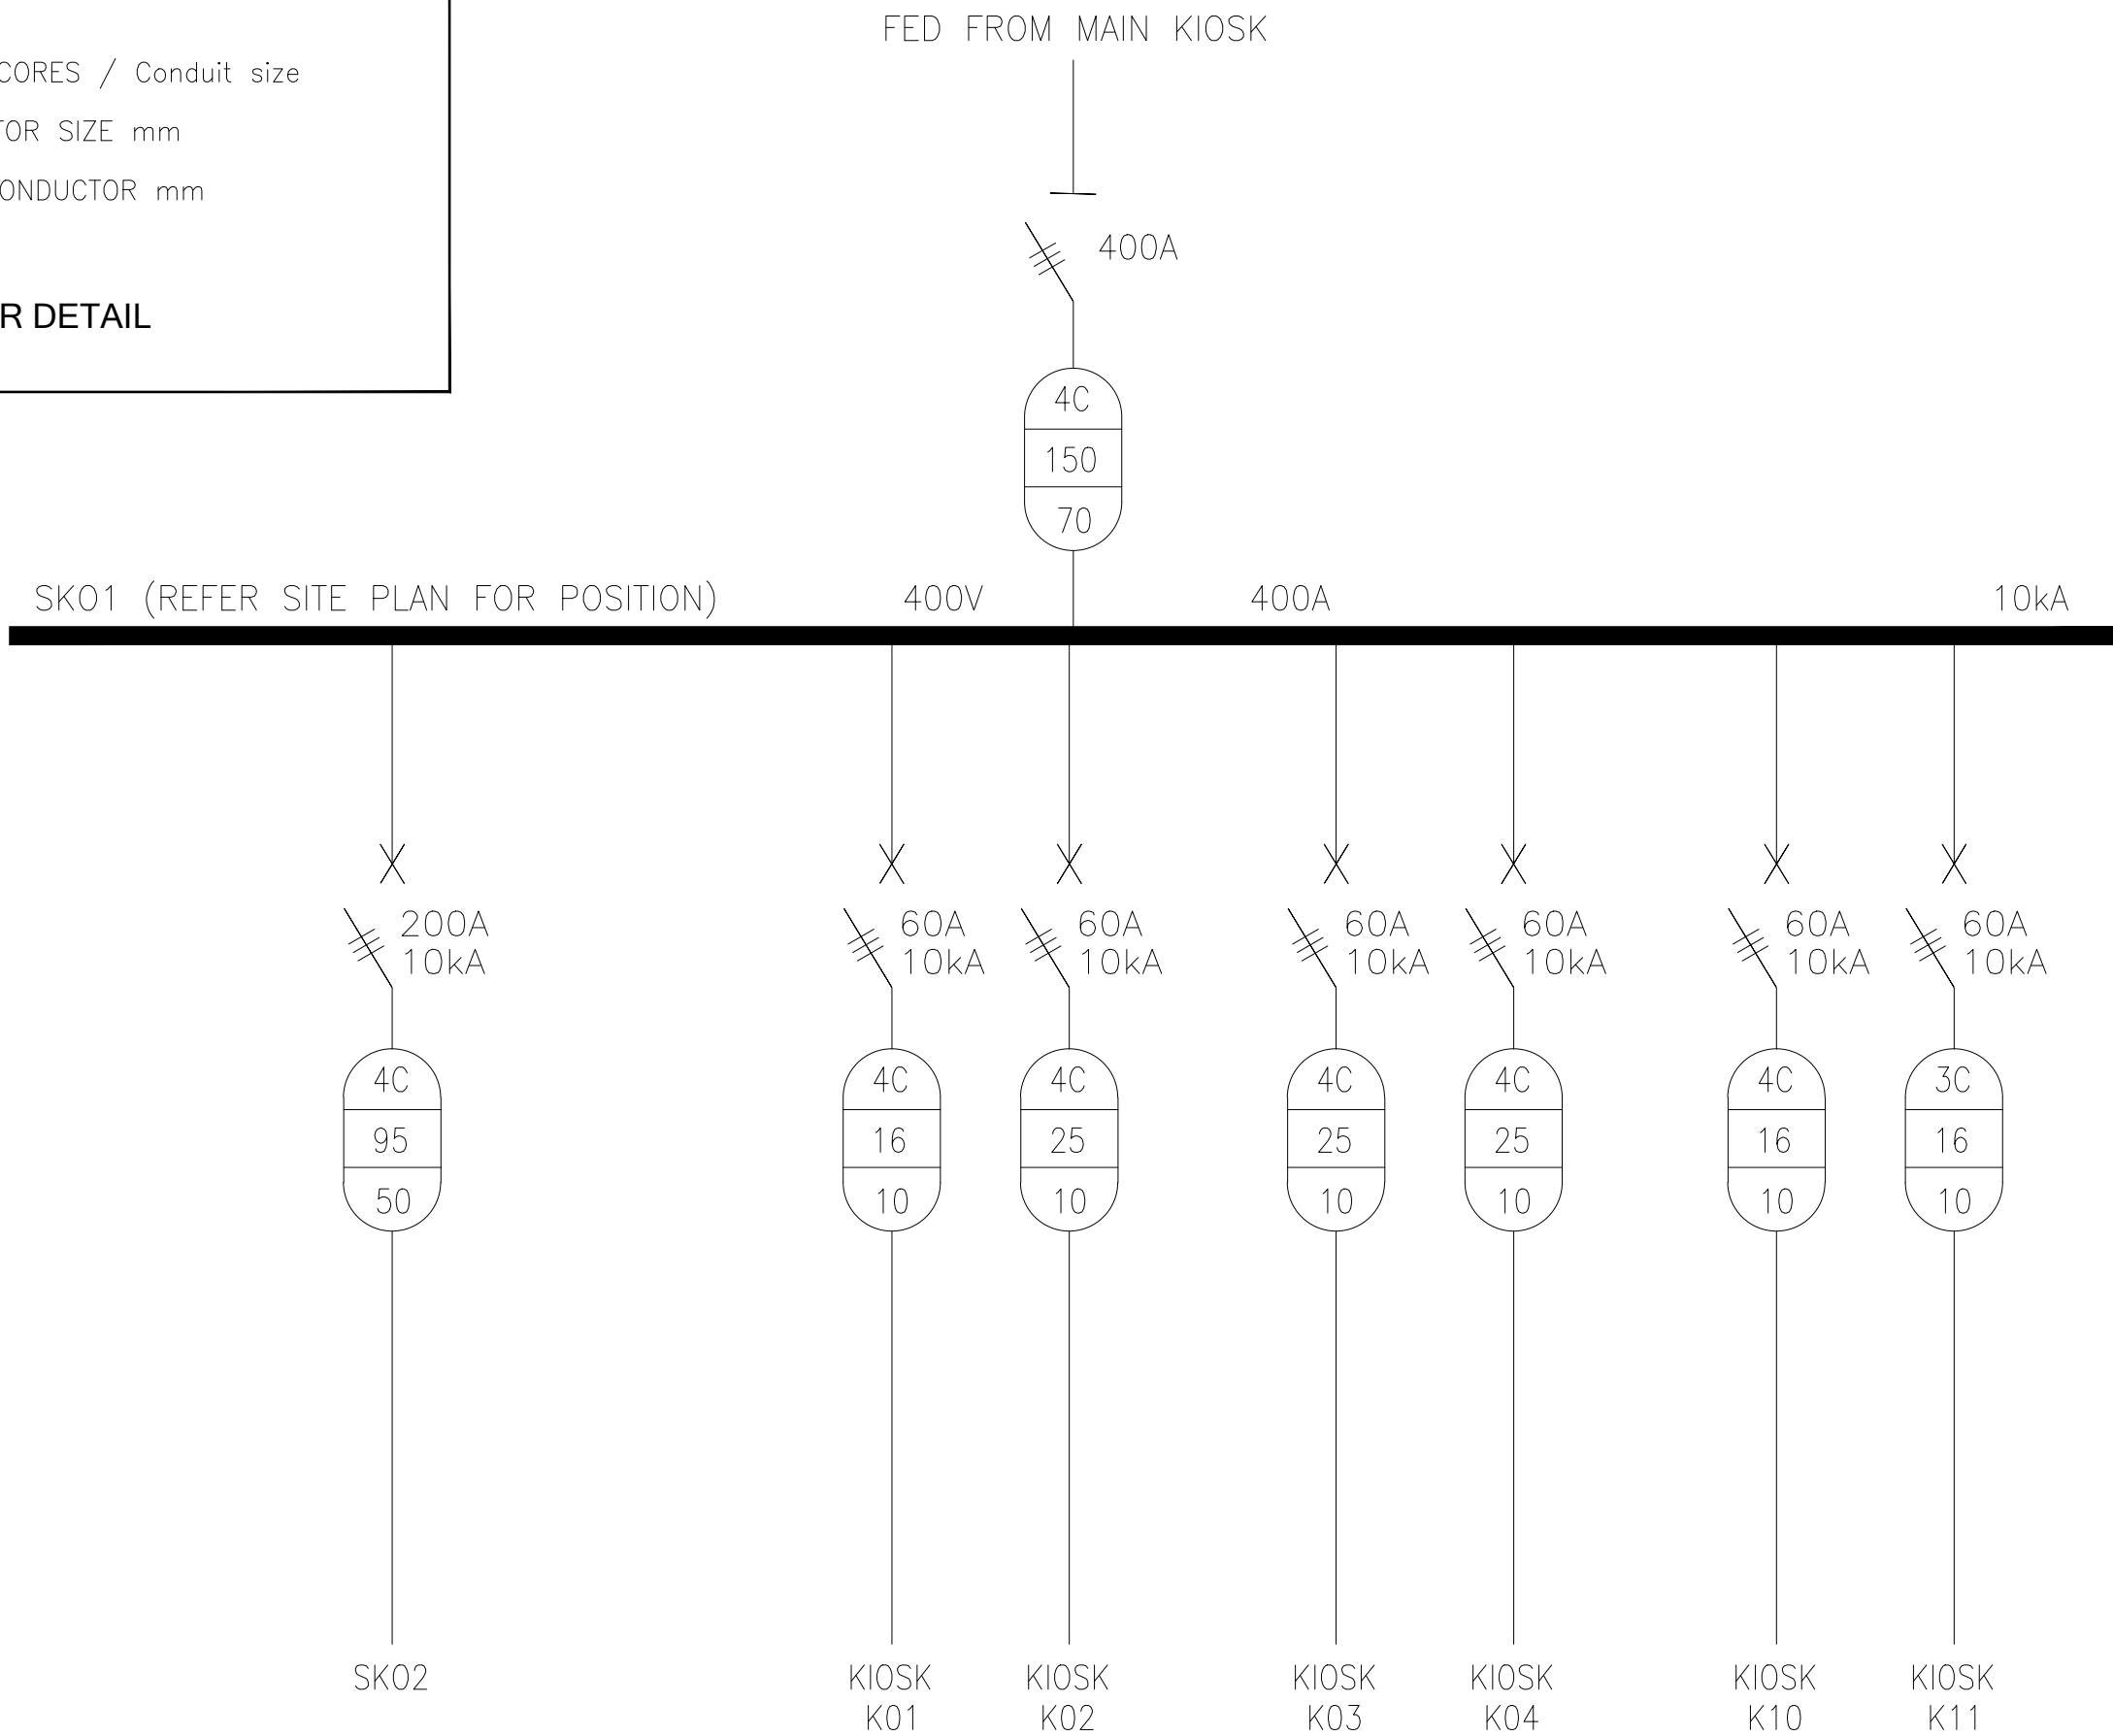 CORES / Conduit size
TOR SIZE mm
ONDUCTOR mm
R DETAIL
FED FROM MAIN KIOSK
400A
4C
150
70
SK01 (REFER SITE PLAN FOR POSITION) 400V 400A 10kA
200A 60A 60A 60A 60A 60A 60A
10kA 10kA 10kA 10kA 10kA 10kA 10kA
4C 4C 4C 4C 4C 4C 3C
95 16 25 25 25 16 16
50 10 10 10 10 10 10
SK02 KIOSK KIOSK KIOSK KIOSK KIOSK KIOSK
K01 K02 K03 K04 K10 K11